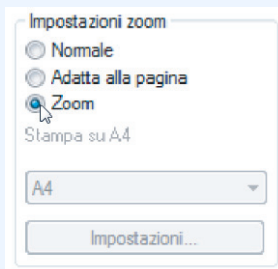 Impostazioni zoom
Normale
Adatta alla pagina
Zoom
Stampa su A4
A4
Impostazioni...